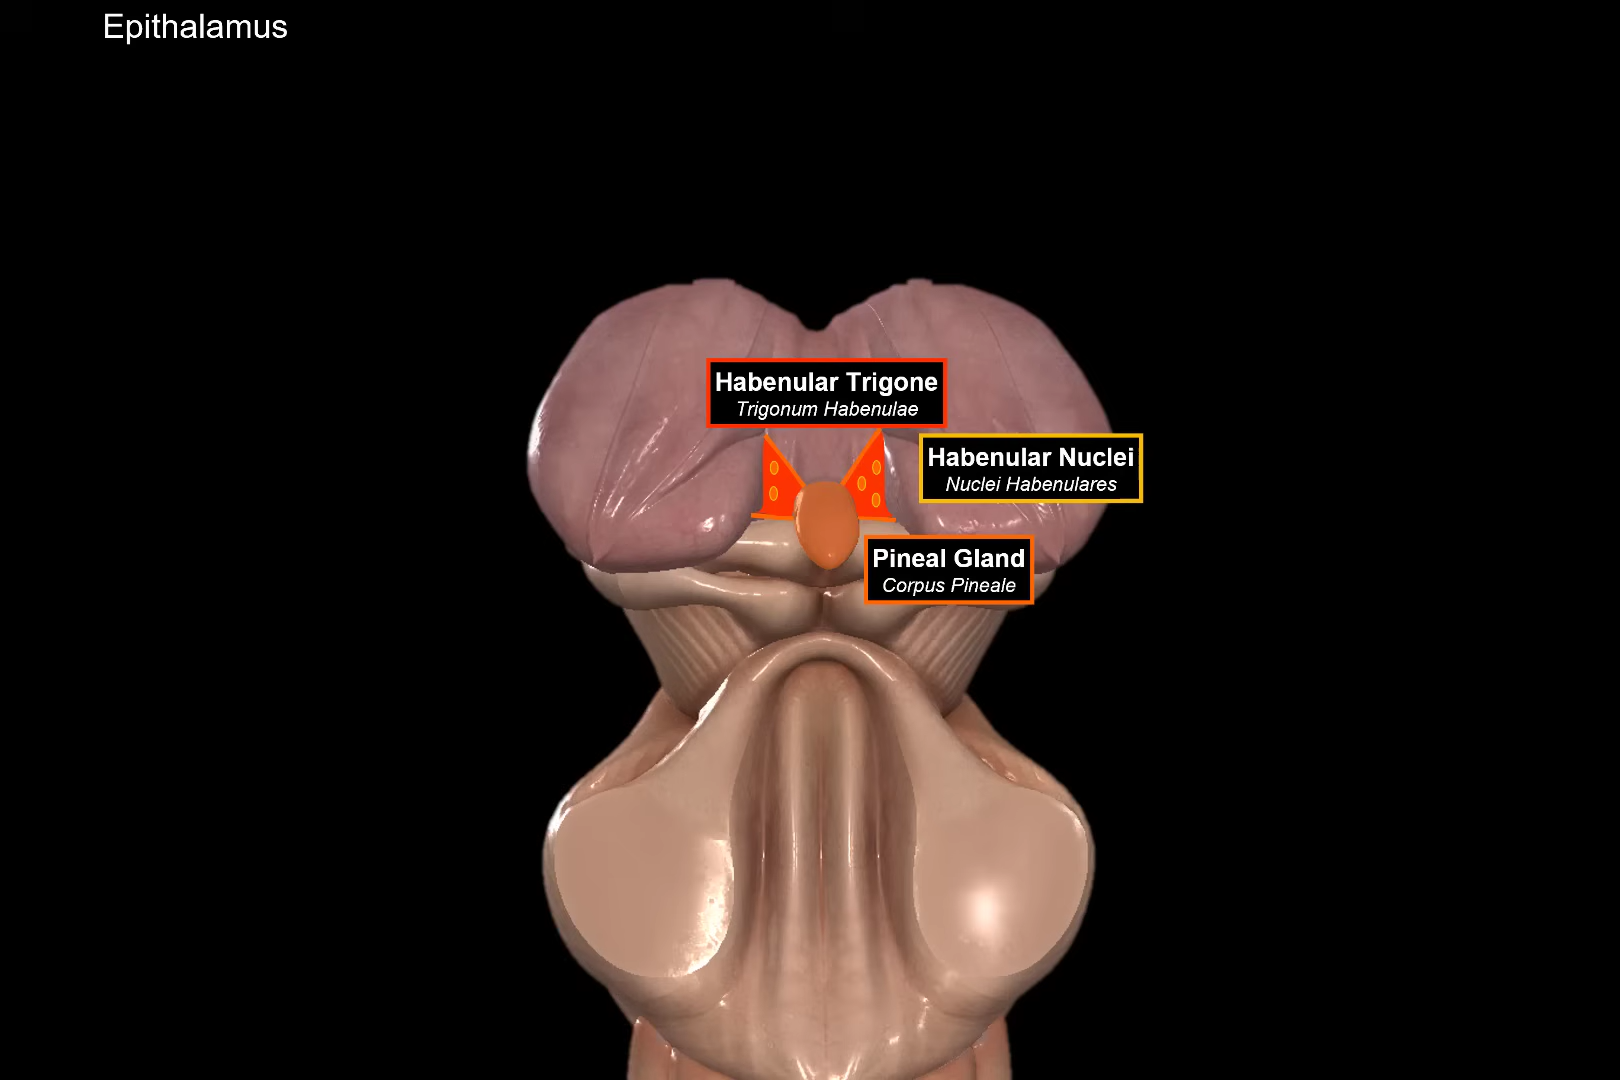 Epithalamus
Habenular Trigone
Trigonum Habenulae
Habenular Nuclei
Nuclei Habenulares
Pineal Gland
Corpus Pineale